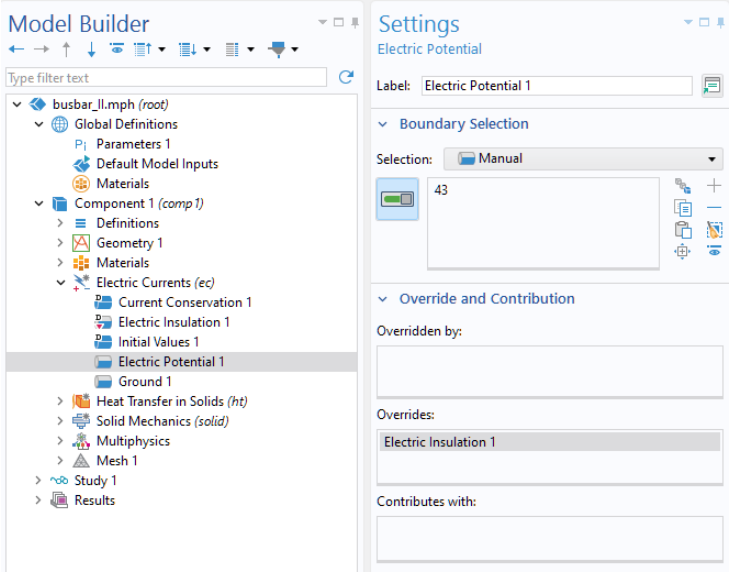 Model Builder
Type filter text
busbar_II.mph (root)
Global Definitions
Pi Parameters 1
Default Model Inputs
Materials
Component 1 (comp1)
Definitions
Geometry 1
Materials
Electric Currents (ec)
D Current Conservation 1
D Electric Insulation 1
D Initial Values 1
Electric Potential 1
Ground 1
Heat Transfer in Solids (ht)
Solid Mechanics (solid)
Multiphysics
Mesh 1
Study 1
Results
Settings
Electric Potential
Label: Electric Potential 1
Boundary Selection
Selection: Manual
43
Override and Contribution
Overridden by:
Overrides:
Electric Insulation 1
Contributes with: